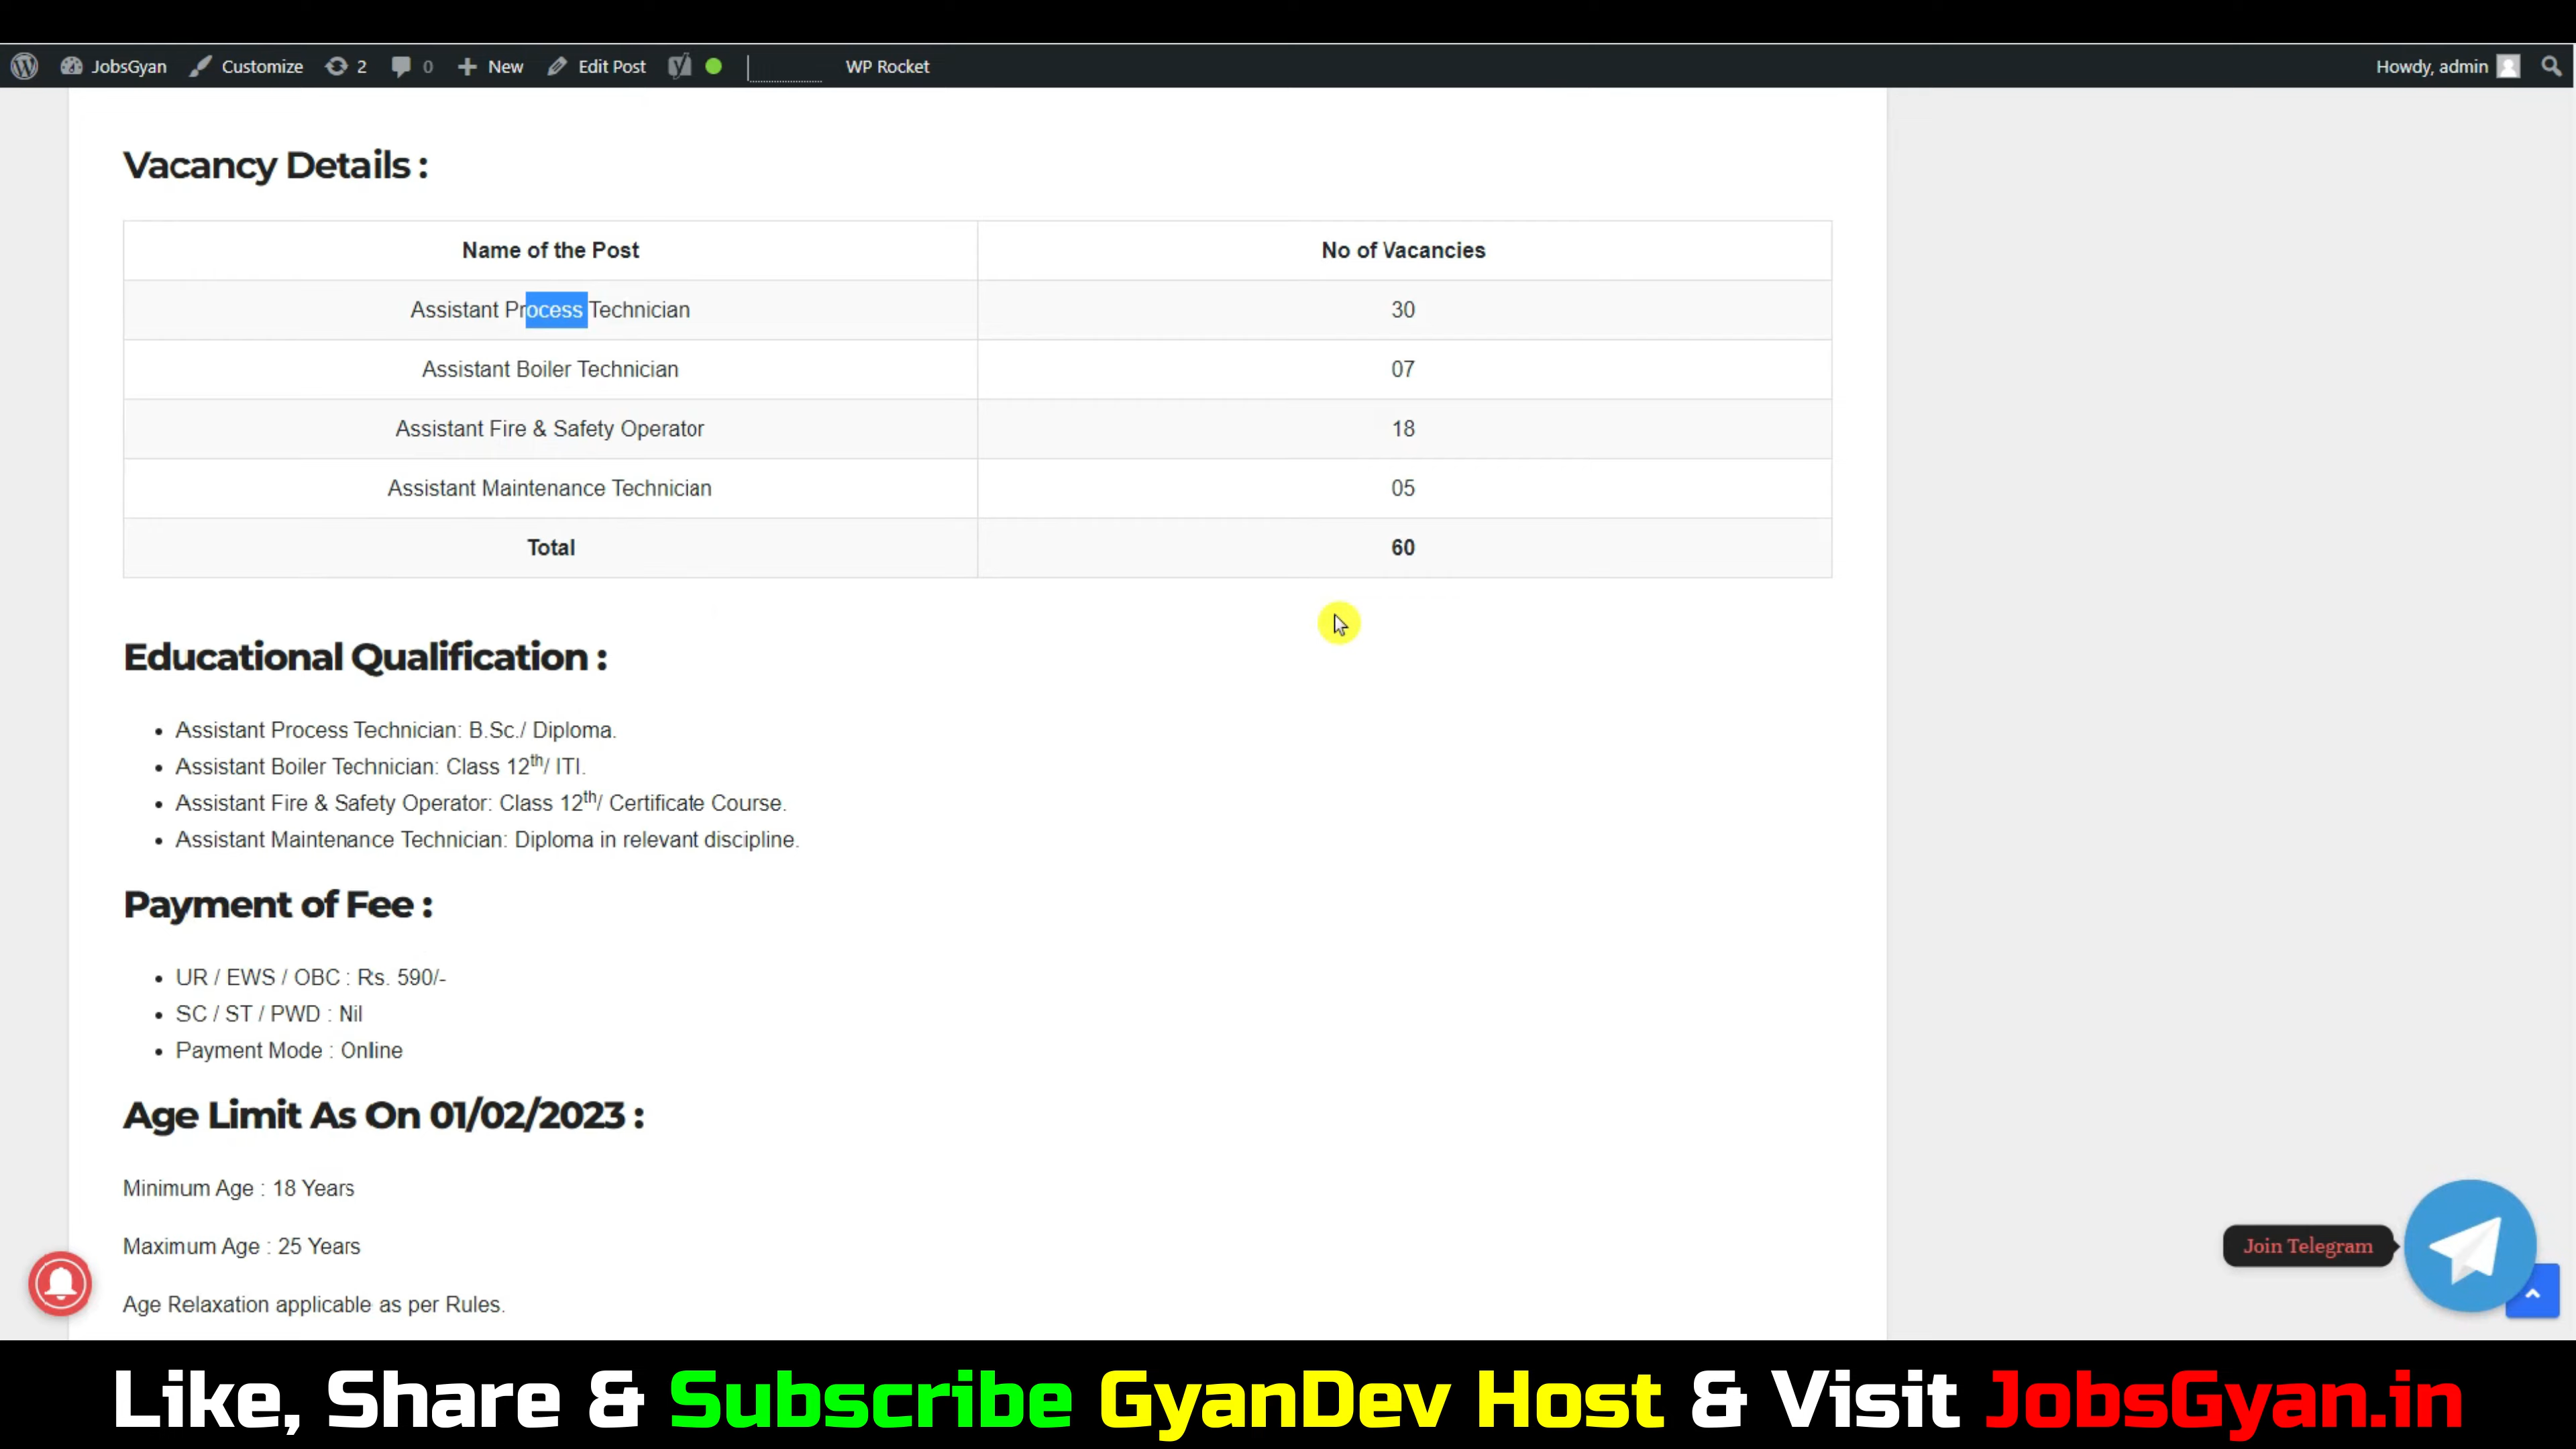 JobsGyan Customize 2 0 New Edit Post WP Rocket Howdy, admin
Vacancy Details :
Name of the Post No of Vacancies
Assistant Process Technician 30
Assistant Boiler Technician 07
Assistant Fire & Safety Operator 18
Assistant Maintenance Technician 05
Total 60
Educational Qualification :
• Assistant Process Technician: B.Sc./ Diploma.
• Assistant Boiler Technician: Class 12th/ ITI.
• Assistant Fire & Safety Operator: Class 12th/ Certificate Course.
• Assistant Maintenance Technician: Diploma in relevant discipline.
Payment of Fee :
• UR / EWS / OBC : Rs. 590/-
• SC / ST / PWD : Nil
• Payment Mode : Online
Age Limit As On 01/02/2023 :
Minimum Age : 18 Years
Maximum Age : 25 Years
Join Telegram
Age Relaxation applicable as per Rules.
Like, Share & Subscribe GyanDev Host & Visit JobsGyan.in